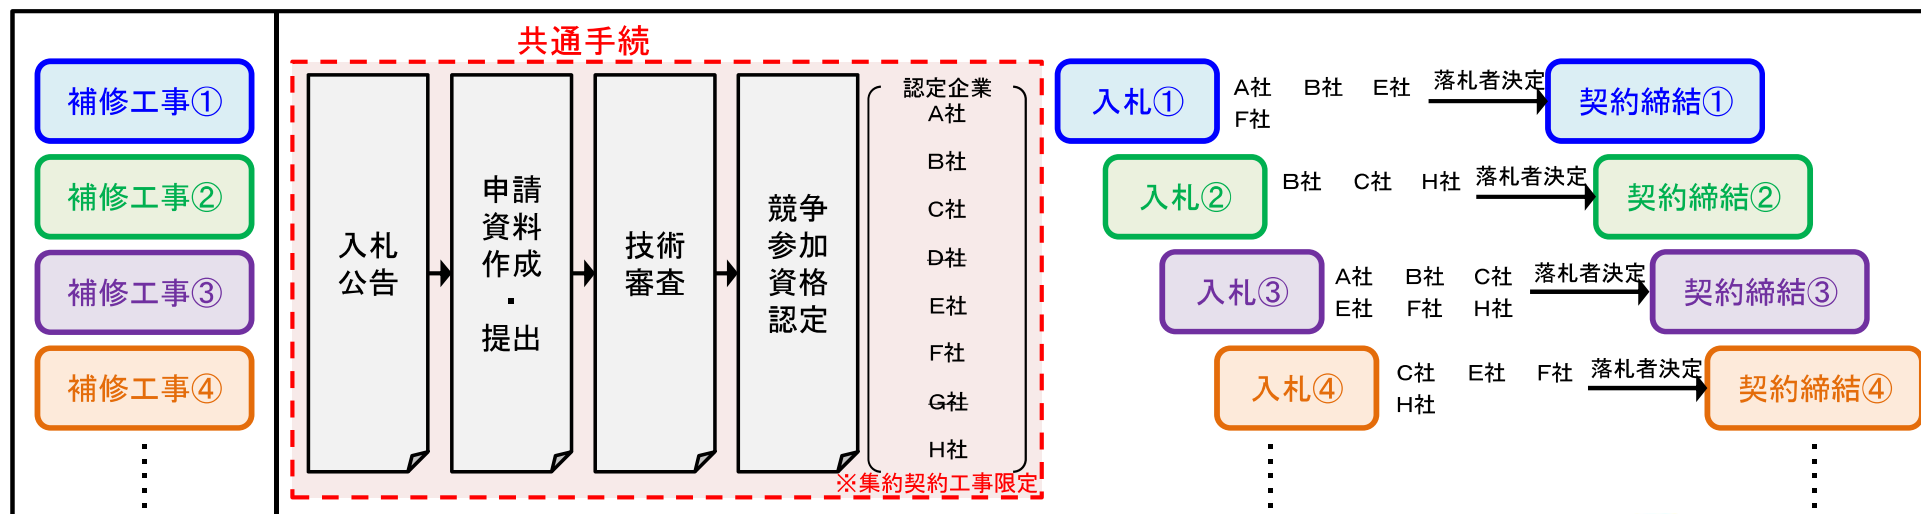 共通手続
補修工事①
補修工事②
補修工事③
補修工事④
入札
公告
申請
資料
作成
・
提出
技術
審査
競争
参加
資格
認定
認定企業
A社
B社
C社
D社
E社
F社
G社
H社
※集約契約工事限定
入札①
A社 B社 E社
F社
落札者決定
契約締結①
入札②
B社 C社 H社
落札者決定
契約締結②
入札③
A社 B社 C社
E社 F社 H社
落札者決定
契約締結③
入札④
C社 E社 F社
H社
落札者決定
契約締結④